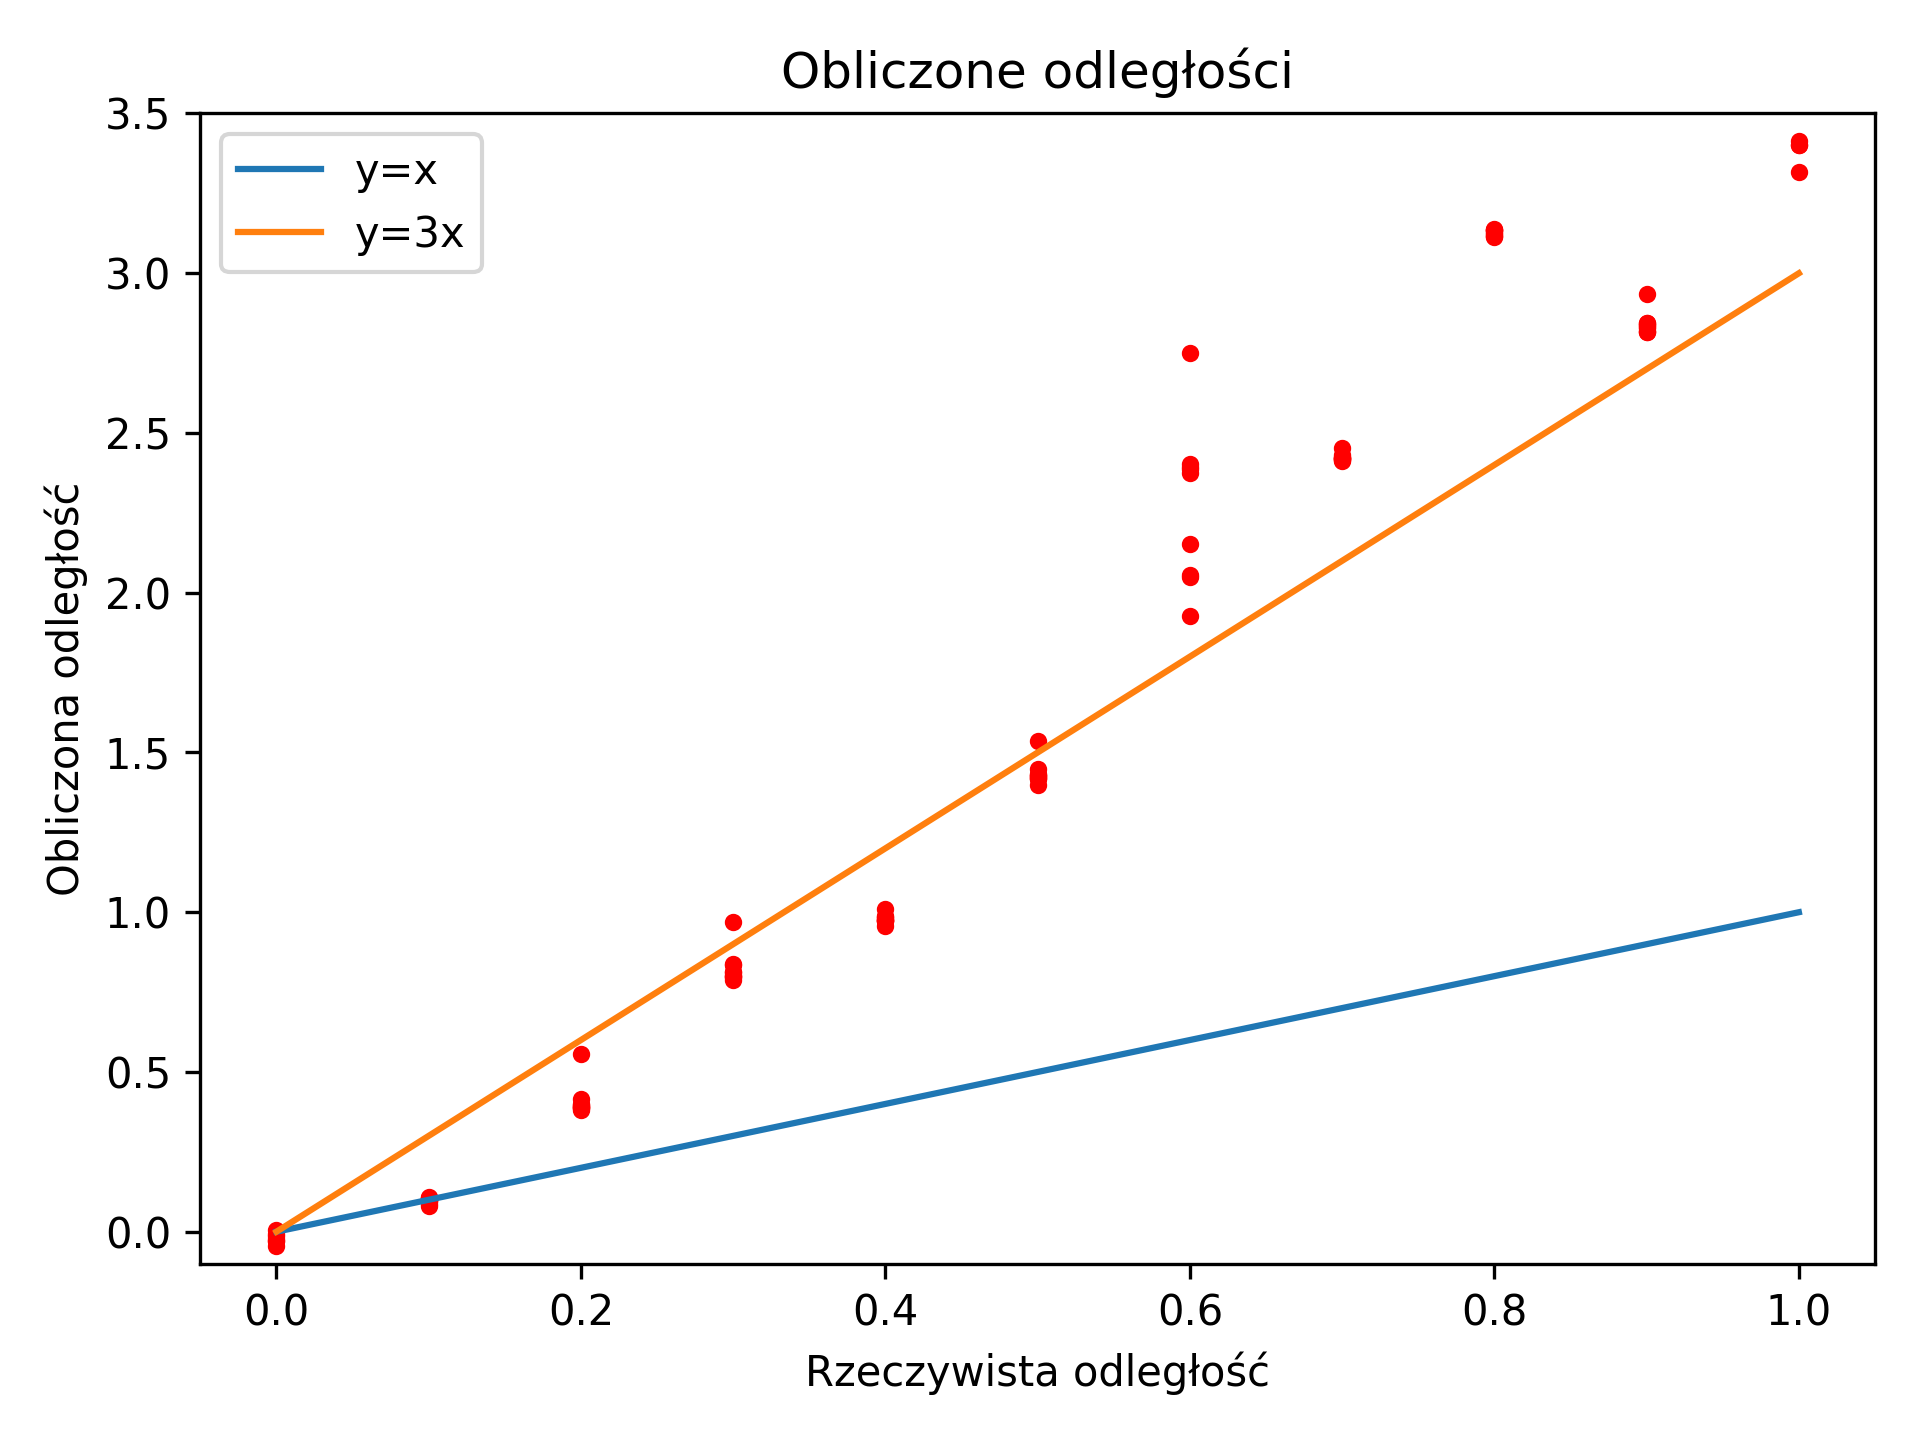 Obliczone odległości
y=x
y=3x
Obliczona odległość
3.5
3.0
2.5
2.0
1.5
1.0
0.5
0.0
0.0 0.2 0.4 0.6 0.8 1.0
Rzeczywista odległość